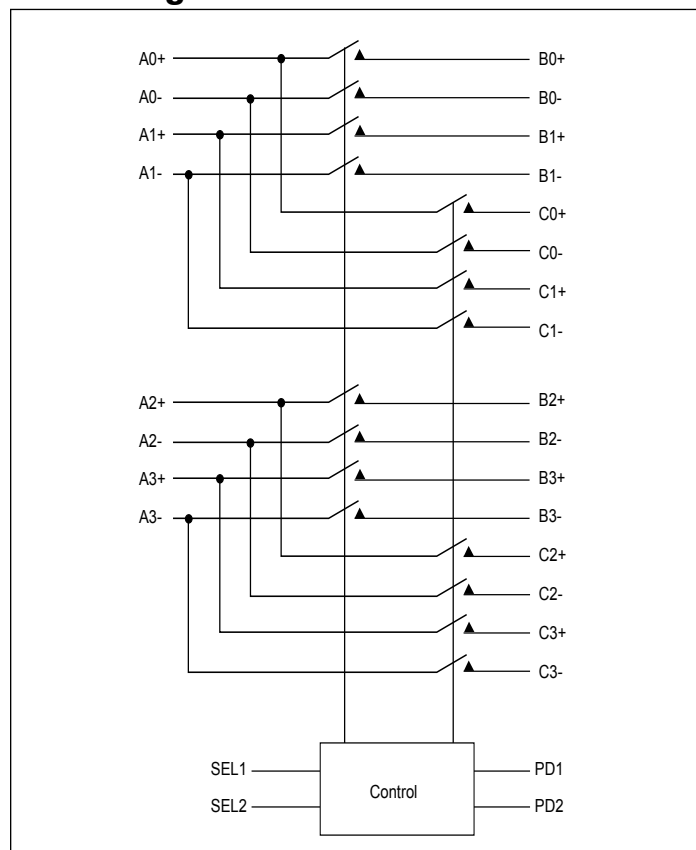 A0+ B0+
A0- B0-
A1+ B1+
A1- B1-
C0+
C0-
C1+
C1-
A2+ B2+
A2- B2-
A3+ B3+
A3- B3-
C2+
C2-
C3+
C3-
SEL1 Control PD1
SEL2 PD2